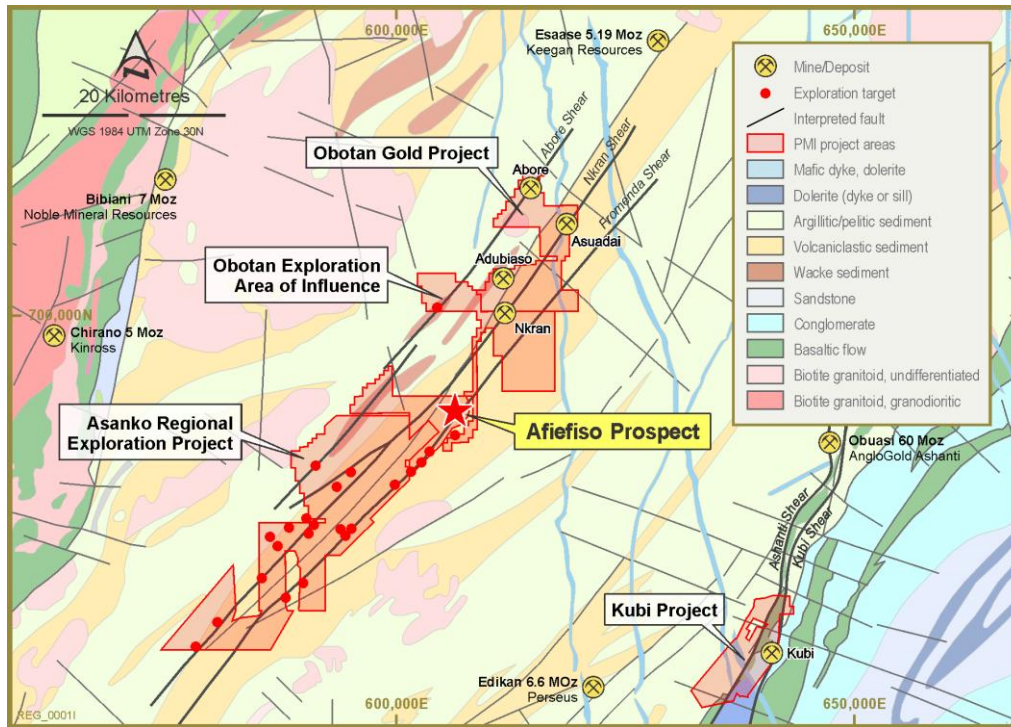 600,000E
650,000E
Esaase 5.19 Moz
Keegan Resources
20 Kilometres
WGS 1984 UTM Zone 30N
Mine/Deposit
Exploration target
Interpreted fault
PMI project areas
Mafic dyke, dolerite
Dolerite (dyke or sill)
Argillitic/pelitic sediment
Volcaniclastic sediment
Wacke sediment
Sandstone
Conglomerate
Basaltic flow
Biotite granitoid, undifferentiated
Biotite granitoid, granodioritic
Obotan Gold Project
Abore Shear
Nkran Shear
Fromenda Shear
Abore
Bibiani 7 Moz
Noble Mineral Resources
Asuadai
Obotan Exploration
Area of Influence
Adubiaso
700,000N
Nkran
Chirano 5 Moz
Kinross
Asanko Regional
Exploration Project
Afiefiso Prospect
Obuasi 60 Moz
AngloGold Ashanti
Ashanti Shear
Kubi Shear
Kubi Project
Kubi
Edikan 6.6 MOz
Perseus
REG_0001I
600,000E
650,000E